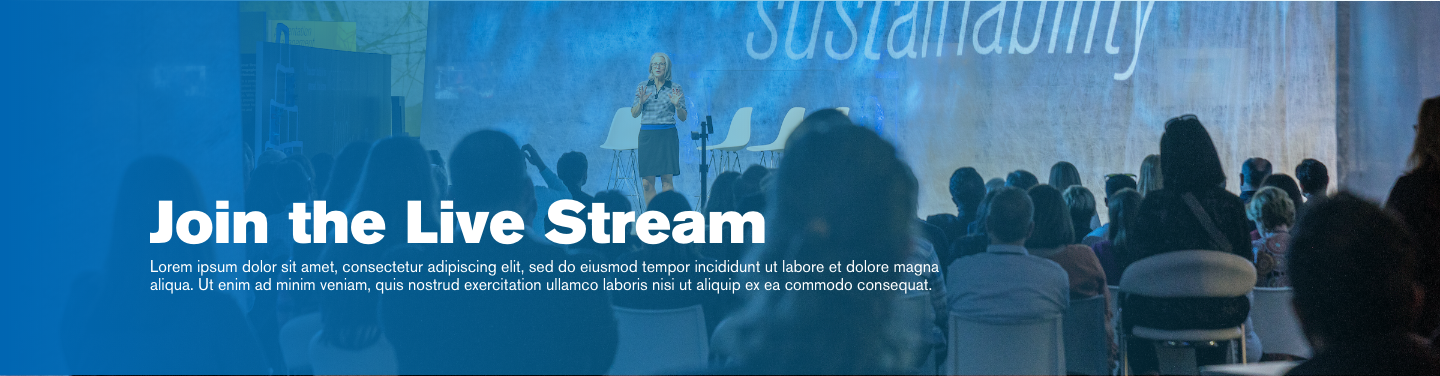 sustainability
Join the Live Stream
Lorem ipsum dolor sit amet, consectetur adipiscing elit, sed do eiusmod tempor incididunt ut labore et dolore magna
aliqua. Ut enim ad minim veniam, quis nostrud exercitation ullamco laboris nisi ut aliquip ex ea commodo consequat.